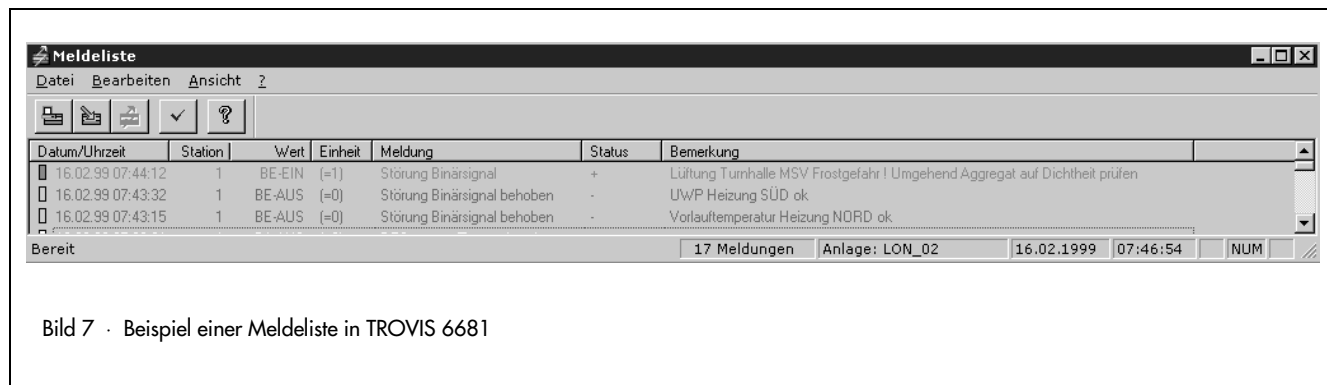 Meldeliste
Datei Bearbeiten Ansicht ?
Datum/Uhrzeit Station Wert Einheit Meldung Status Bemerkung
16.02.99 07:44:12 1 BE-EIN (=1) Störung Binärsignal + Lüftung Turnhalle MSV Frostgefahr ! Umgehend Aggregat auf Dichtheit prüfen
16.02.99 07:43:32 1 BE-AUS (=0) Störung Binärsignal behoben - UWP Heizung SÜD ok
16.02.99 07:43:15 1 BE-AUS (=0) Störung Binärsignal behoben - Vorlauftemperatur Heizung NORD ok
Bereit 17 Meldungen Anlage: LON_02 16.02.1999 07:46:54 NUM
Bild 7 · Beispiel einer Meldeliste in TROVIS 6681